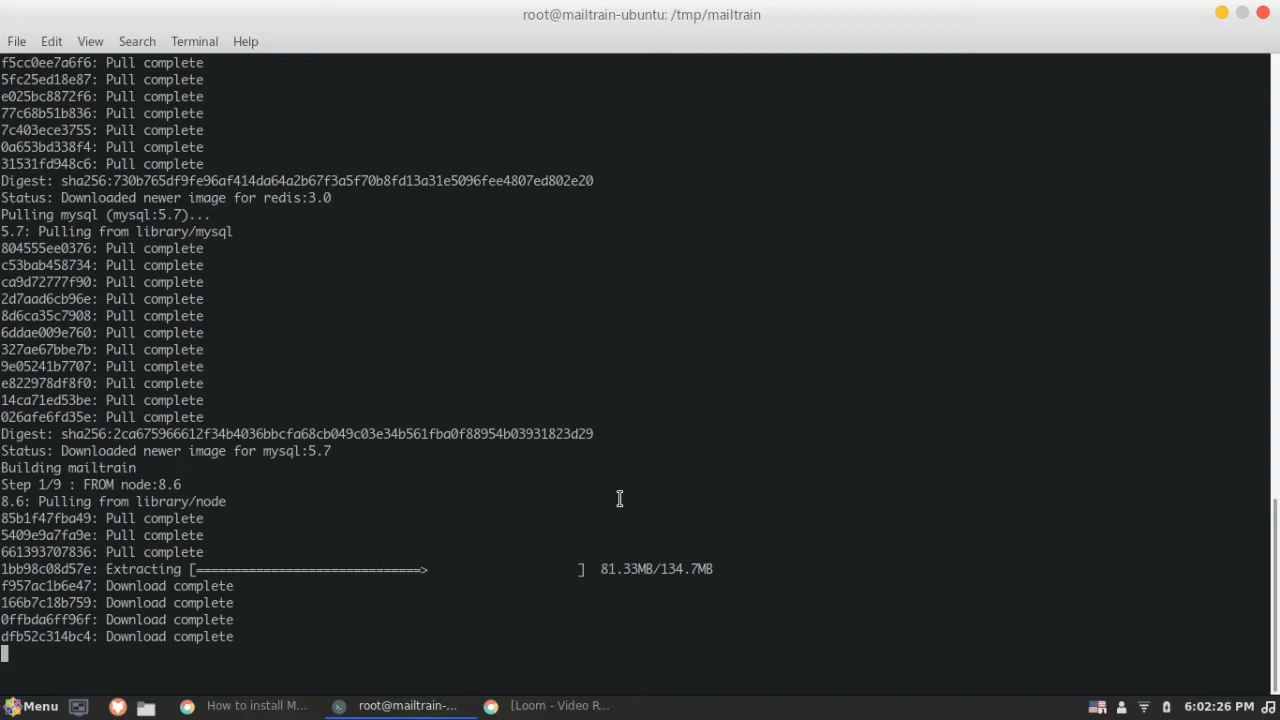 root@mailtrain-ubuntu: /tmp/mailtrain
File Edit View Search Terminal Help
f5cc0ee7a6f6: Pull complete
5fc25ed18e87: Pull complete
e025bc8872f6: Pull complete
77c68b51b836: Pull complete
7c403ece3755: Pull complete
0a653bd338f4: Pull complete
31531fd948c6: Pull complete
Digest: sha256:730b765df9fe96af414da64a2b67f3a5f70b8fd13a31e5096fee4807ed802e20
Status: Downloaded newer image for redis:3.0
Pulling mysql (mysql:5.7)...
5.7: Pulling from library/mysql
804555ee0376: Pull complete
c53bab458734: Pull complete
ca9d72777f90: Pull complete
2d7aad6cb96e: Pull complete
8d6ca35c7908: Pull complete
6ddae009e760: Pull complete
327ae67bbe7b: Pull complete
9e05241b7707: Pull complete
e822978df8f0: Pull complete
14ca71ed53be: Pull complete
026afe6fd35e: Pull complete
Digest: sha256:2ca675966612f34b4036bbcfa68cb049c03e34b561fba0f88954b03931823d29
Status: Downloaded newer image for mysql:5.7
Building mailtrain
Step 1/9 : FROM node:8.6
8.6: Pulling from library/node
85b1f47fba49: Pull complete
5409e9a7fa9e: Pull complete
661393707836: Pull complete
1bb98c08d57e: Extracting [==============================> ] 81.33MB/134.7MB
f957ac1b6e47: Download complete
166b7c18b759: Download complete
0ffbda6ff96f: Download complete
dfb52c314bc4: Download complete
Menu How to install M... root@mailtrain-... [Loom - Video R... 6:02:26 PM